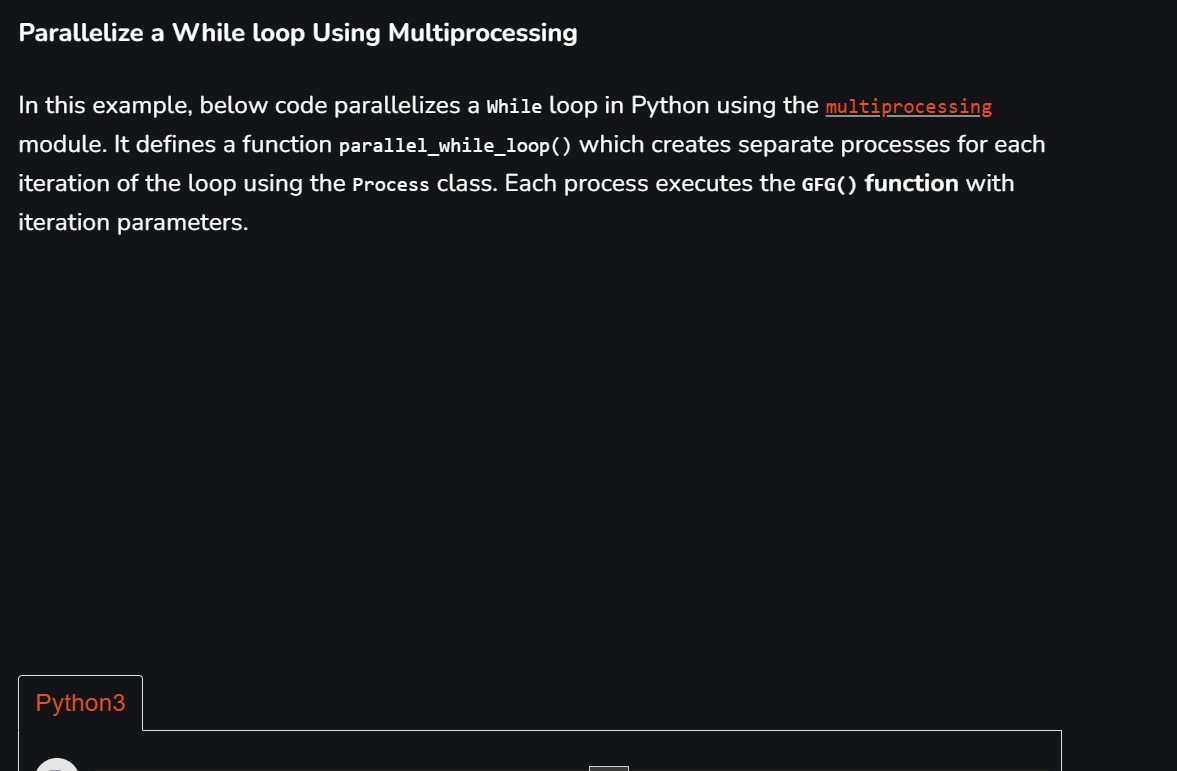 Parallelize a While loop Using Multiprocessing
In this example, below code parallelizes a While loop in Python using the multiprocessing
module. It defines a function parallel_while_loop() which creates separate processes for each
iteration of the loop using the Process class. Each process executes the GFG() function with
iteration parameters.
Python3